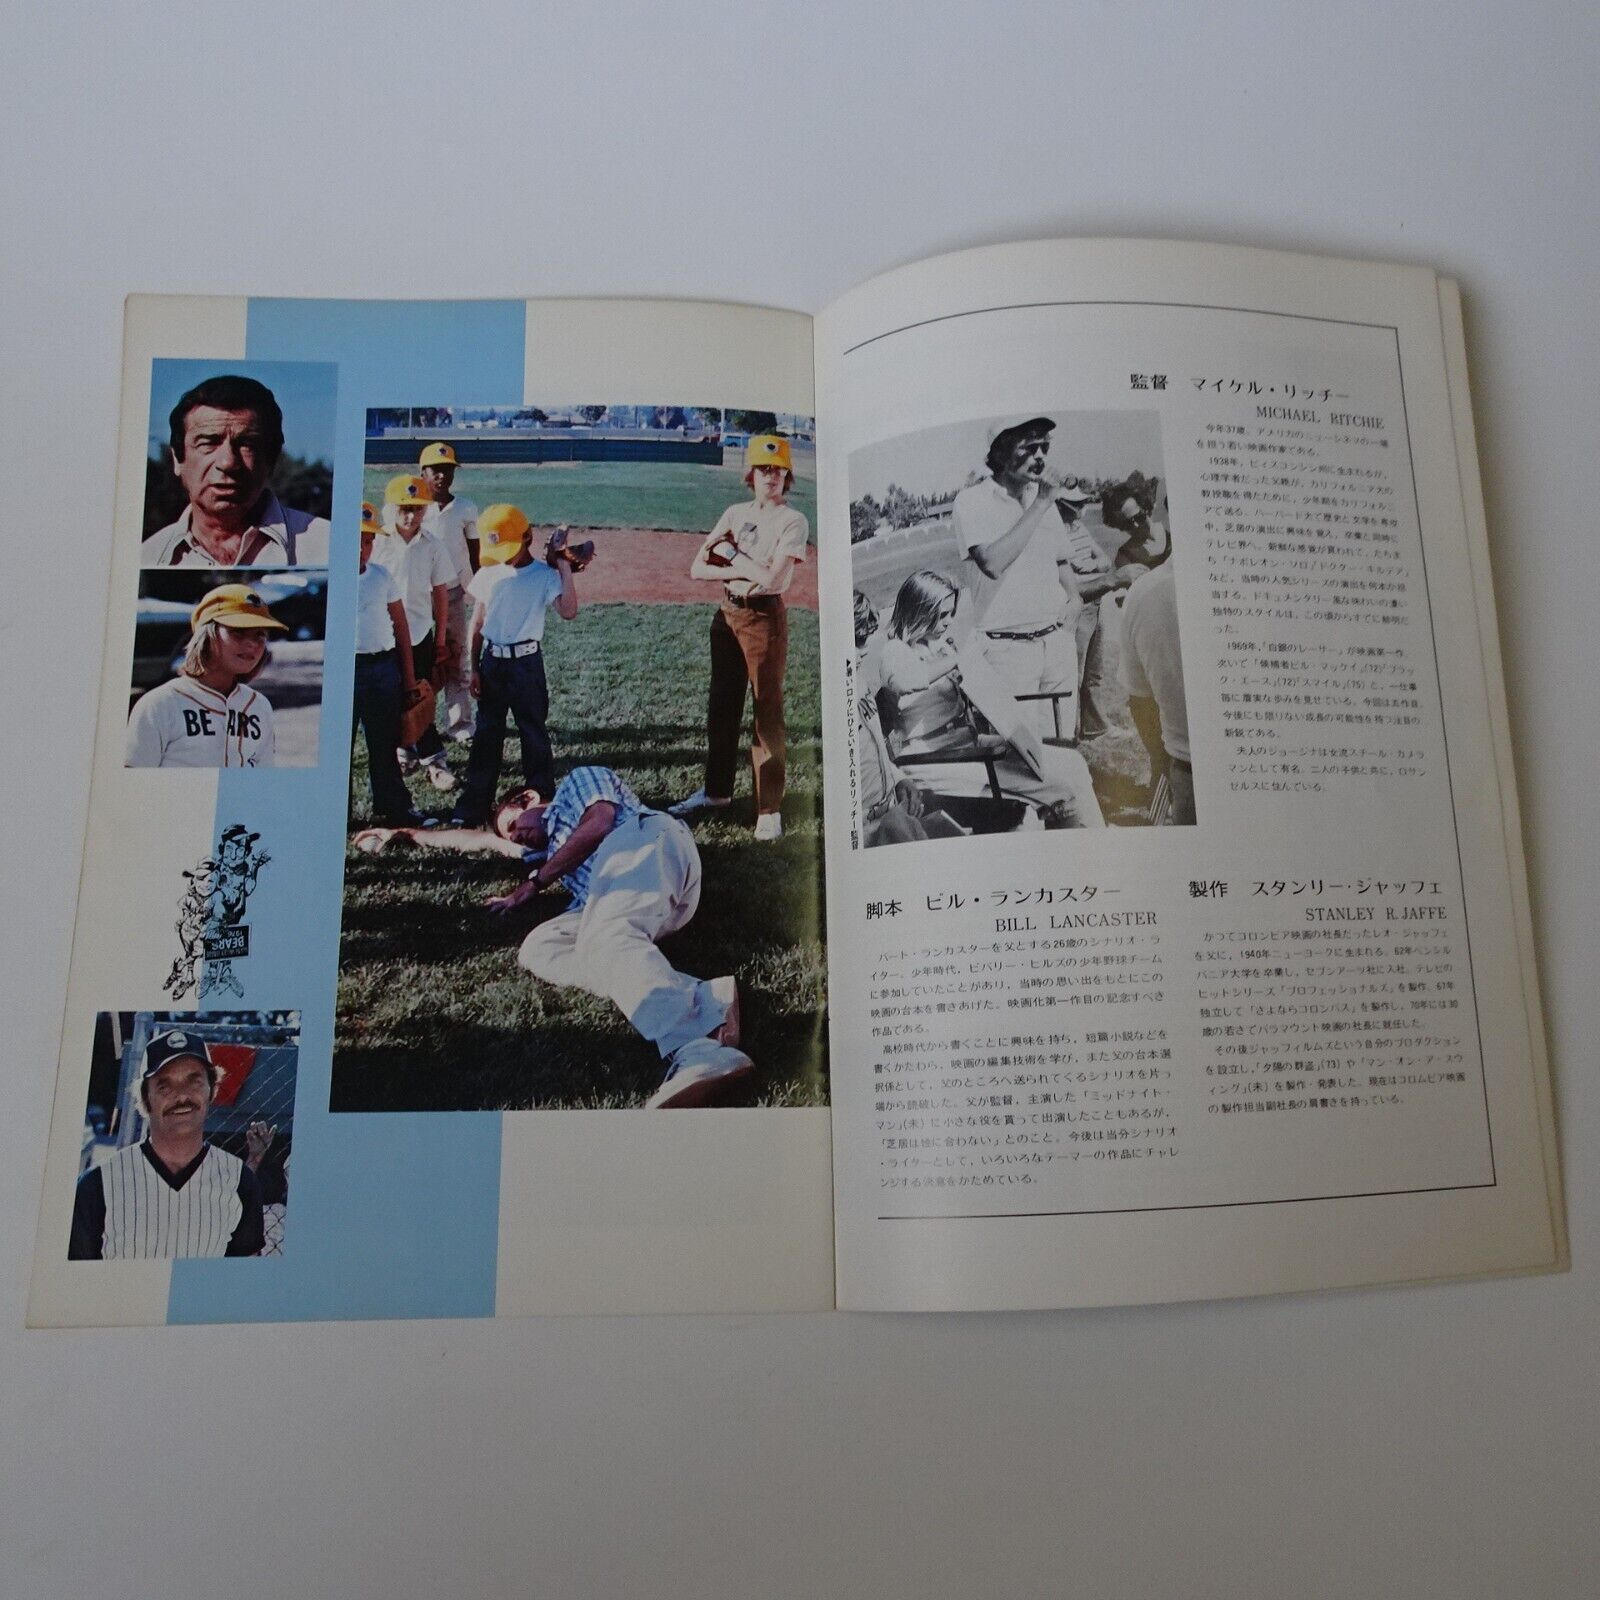 BEARS
BEARS
1976
監督 マイケル・リッチー
MICHAEL RITCHIE
今年37歳。アメリカのニューシネマの一端
を担う若い映画作家である。
1938年，ウィスコンシン州に生まれるが，
心理学者だった父親が，カリフォルニア大の
教授職を得たために，少年期をカリフォルニ
アで送る。ハーバード大で歴史と文学を専攻
中，芝居の演出に興味を覚え，卒業と同時に
テレビ界へ。新鮮な感覚が買われて，たちま
ち「ナポレオン・ソロ/ドクター・キルデア」
など，当時の人気シリーズの演出を何本か担
当する。ドキュメンタリー風な味わいの濃い
独特のスタイルは，この頃からすでに鮮明だ
った。
1969年，「白銀のレーサー」が映画第一作。
次いで「候補者ビル・マッケイ」(72)「ブラッ
ク・エース」(72)「スマイル」(75)と，一仕事
毎に着実な歩みを見せている。今回は五作目。
今後にも限りない成長の可能性を持つ注目の
新鋭である。
夫人のジョージナは女流スチール・カメラ
マンとして有名。二人の子供と共に，ロサン
ゼルスに住んでいる。
▶暑いロケにひといき入れるリッチー監督
脚本 ビル・ランカスター
BILL LANCASTER
バート・ランカスターを父とする26歳のシナリオ・ラ
イター。少年時代，ビバリー・ヒルズの少年野球チーム
に参加していたことがあり，当時の思い出をもとにこの
映画の台本を書きあげた。映画化第一作目の記念すべき
作品である。
高校時代から書くことに興味を持ち，短篇小説などを
書くかたわら，映画の編集技術を学び，また父の台本選
択係として，父のところへ送られてくるシナリオを片っ
端から読破した。父が監督，主演した「ミッドナイト・
マン」(未)に小さな役を貰って出演したこともあるが，
「芝居は性に合わない」とのこと。今後は当分シナリオ
・ライターとして，いろいろなテーマーの作品にチャレ
ンジする決意をかためている。
製作 スタンリー・ジャッフェ
STANLEY R. JAFFE
かつてコロンビア映画の社長だったレオ・ジャッフェ
を父に，1940年ニューヨークに生まれる。62年ペンシル
バニア大学を卒業し，セブンアーツ社に入社。テレビの
ヒットシリーズ「プロフェッショナルズ」を製作。67年
独立して「さよならコロンバス」を製作し，70年には30
歳の若さでパラマウント映画の社長に就任した。
その後ジャッフィルムズという自分のプロダクション
を設立し，「夕陽の群盗」(73)や「マン・オン・ア・スウ
ィング」(未)を製作・発表した。現在はコロムビア映画
の製作担当副社長の肩書きを持っている。